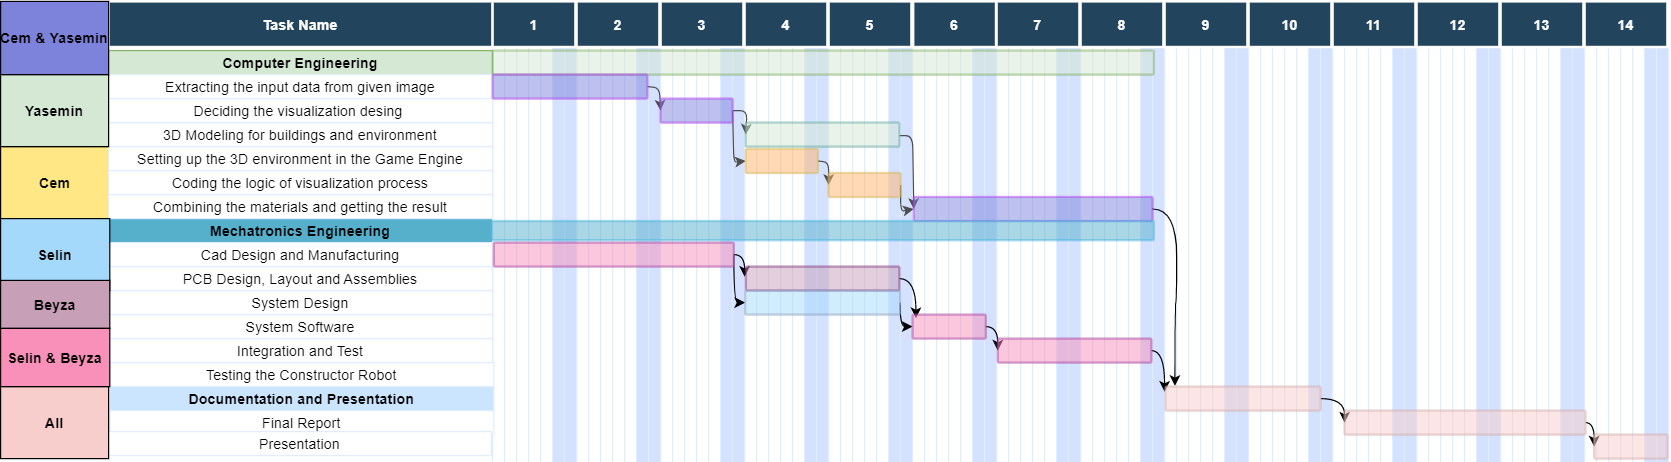 Cem & Yasemin
Task Name
1 2 3 4 5 6 7 8 9 10 11 12 13 14
Computer Engineering
Extracting the input data from given image
Yasemin
Deciding the visualization desing
3D Modeling for buildings and environment
Setting up the 3D environment in the Game Engine
Cem
Coding the logic of visualization process
Combining the materials and getting the result
Mechatronics Engineering
Selin
Cad Design and Manufacturing
PCB Design, Layout and Assemblies
Beyza
System Design
System Software
Selin & Beyza
Integration and Test
Testing the Constructor Robot
Documentation and Presentation
All
Final Report
Presentation